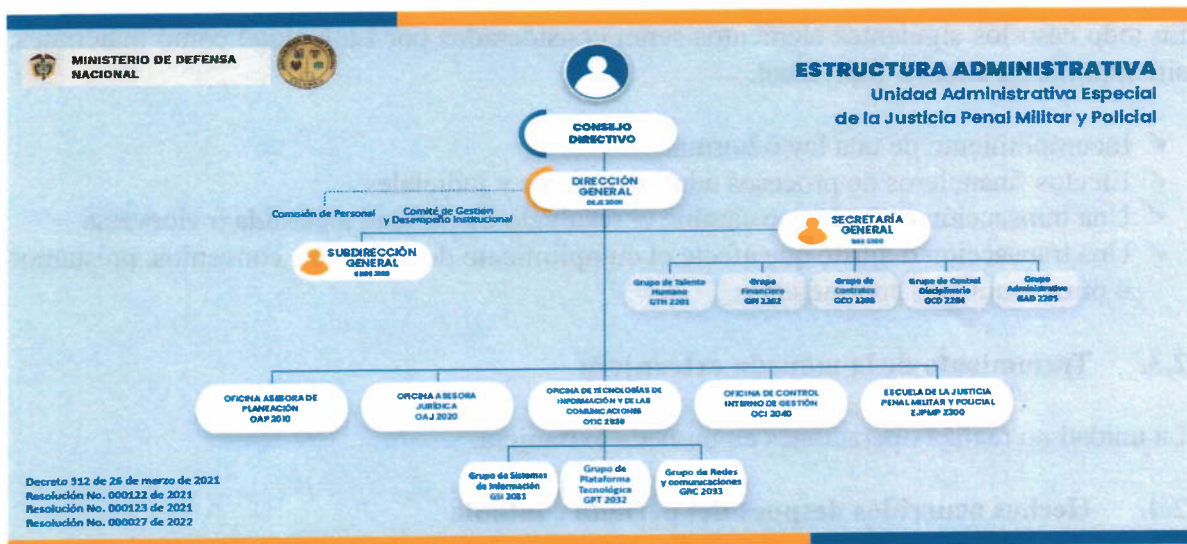 MINISTERIO DE DEFENSA
NACIONAL
ESTRUCTURA ADMINISTRATIVA
Unidad Administrativa Especial
de la Justicia Penal Militar y Policial
CONSEJO
DIRECTIVO
DIRECCIÓN
GENERAL
Comisión de Personal
Comité de Gestión
y Desempeño Institucional
SUBDIRECCIÓN
GENERAL
SECRETARÍA
GENERAL
Grupo de Talento
Humano
GTH 2201
Grupo
Financiero
GFI 2202
Grupo de
Contratos
Grupo de Control
Disciplinario
GCD 2204
Grupo
Administrativo
GAD 2205
OFICINA ASESORA DE
PLANEACIÓN
OAP 2010
OFICINA ASESORA
JURÍDICA
OAJ 2020
OFICINA DE TECNOLOGÍAS DE
INFORMACIÓN Y DE LAS
COMUNICACIONES
OFICINA DE CONTROL
INTERNO DE GESTIÓN
OCI 2040
ESCUELA DE LA JUSTICIA
PENAL MILITAR Y POLICIAL
EJPMP 2300
Grupo de Sistemas
de Información
GSI 2031
Grupo de
Plataforma
Tecnológica
GPT 2032
Grupo de Redes
y comunicaciones
GRC 2033
Decreto 312 de 26 de marzo de 2021
Resolución No. 000122 de 2021
Resolución No. 000123 de 2021
Resolución No. 000027 de 2022